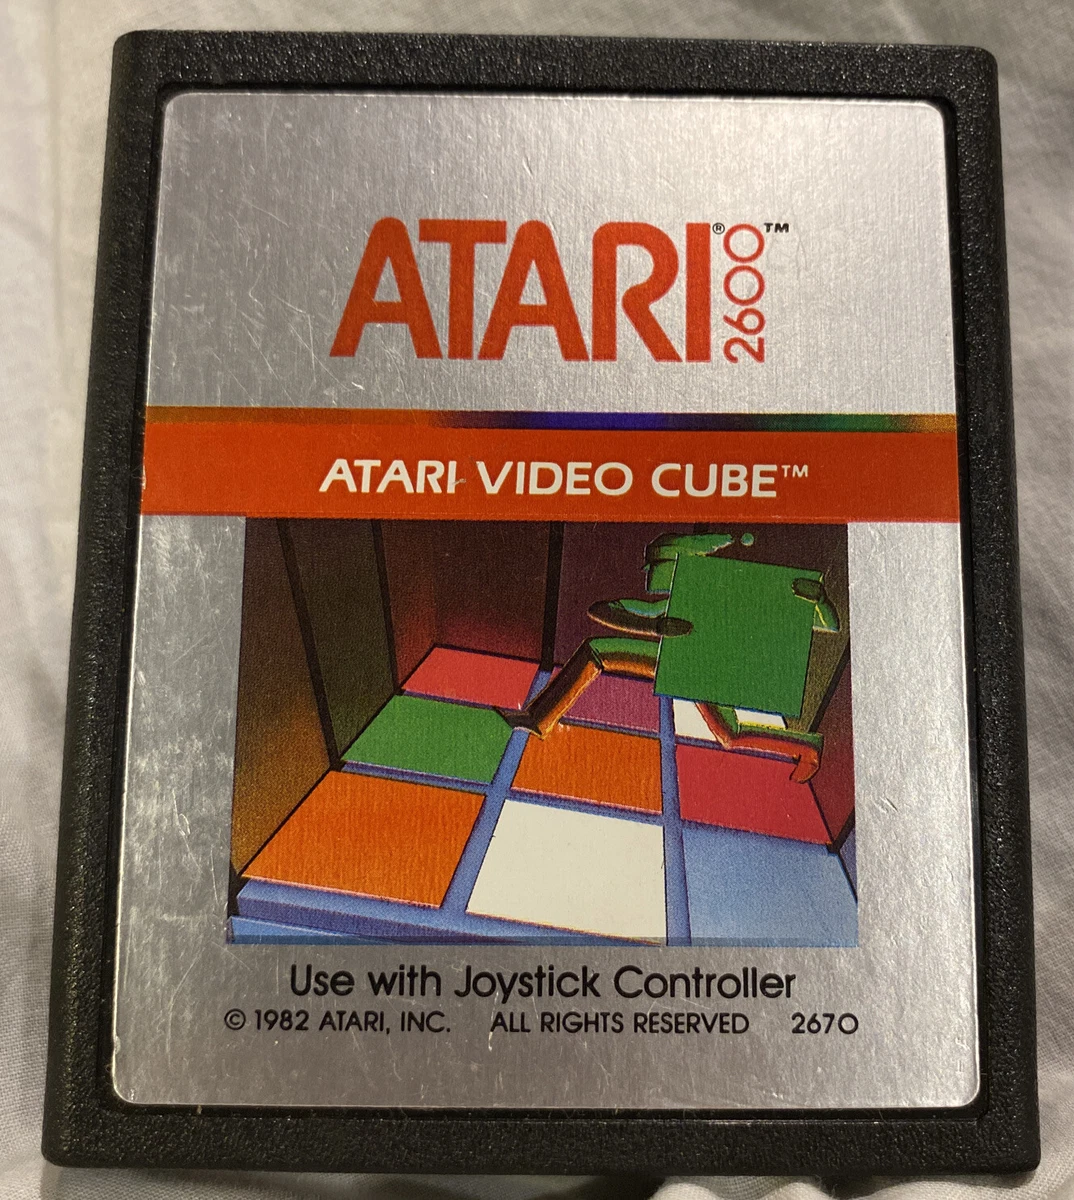 ATARI® 2600™
ATARI VIDEO CUBE™
Use with Joystick Controller
© 1982 ATARI, INC. ALL RIGHTS RESERVED 2670